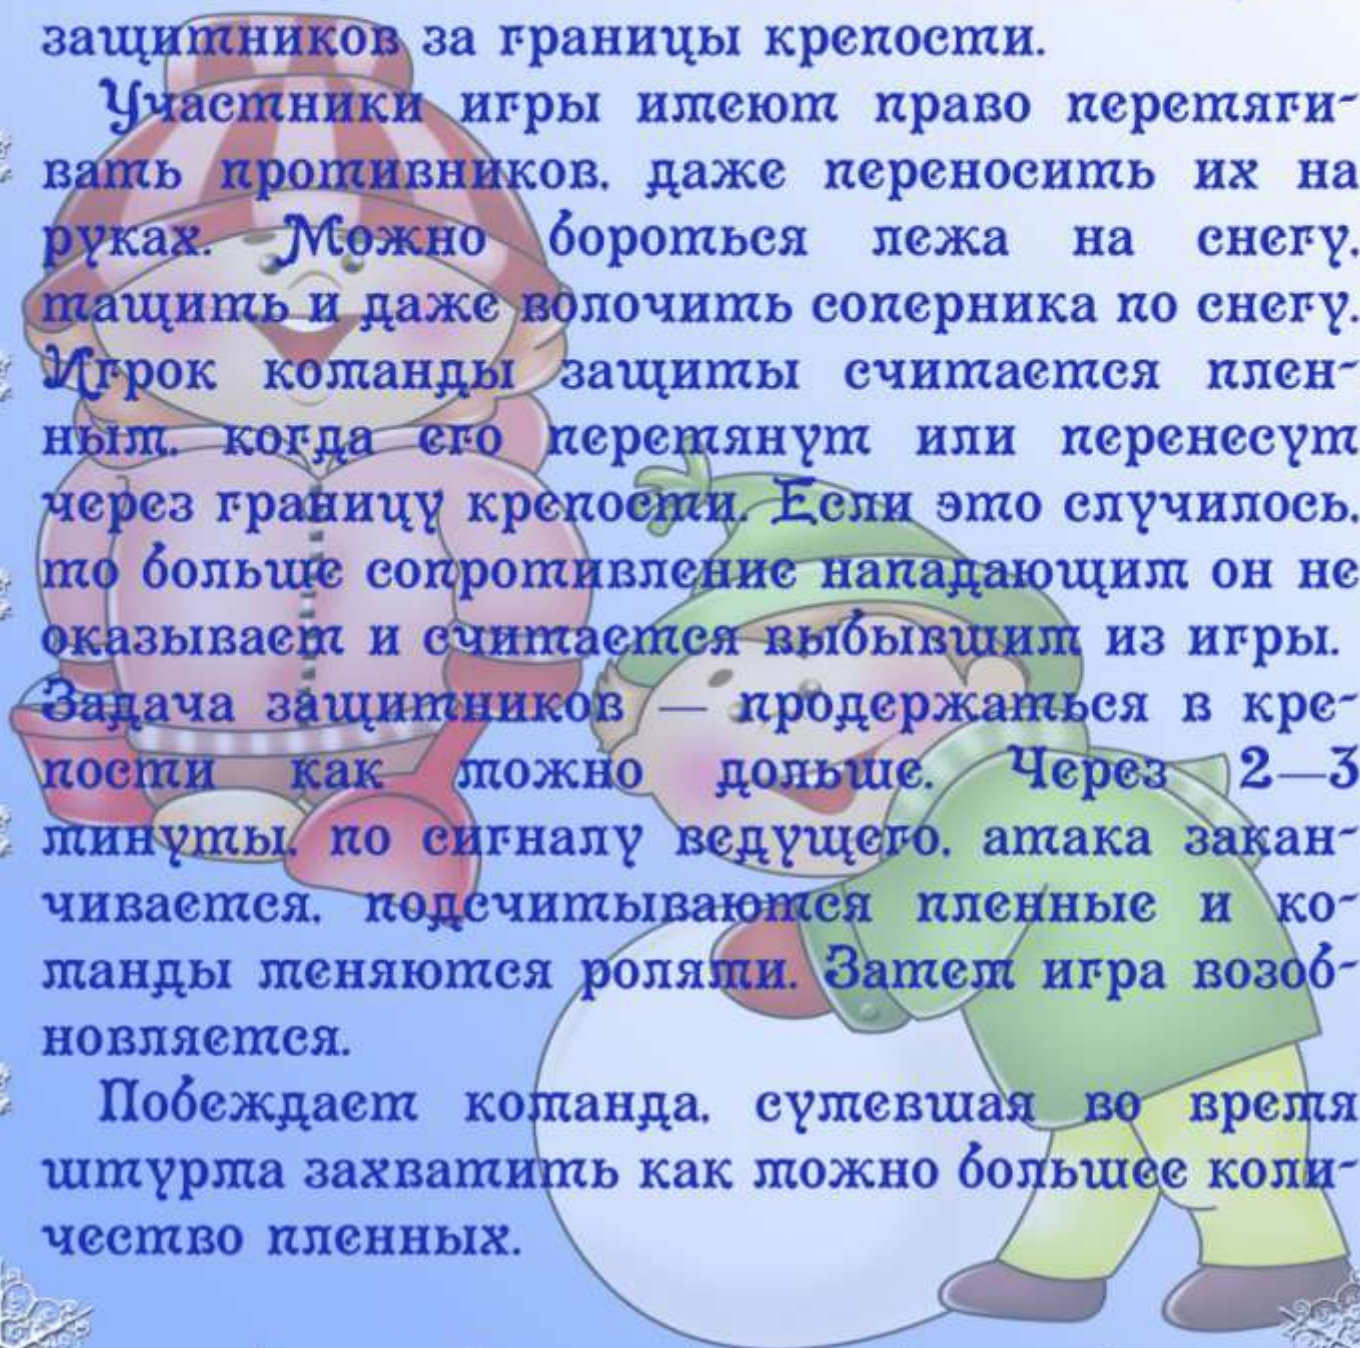 защитников за границы крепости.
Участники игры имеют право перетяги-
вать противников, даже переносить их на
руках. Можно бороться лежа на снегу,
тащить и даже волочить соперника по снегу.
Игрок команды защиты считается плен-
ным, когда его перетянут или перенесут
через границу крепости. Если это случилось,
то больше сопротивление нападающим он не
оказывает и считается выбывшим из игры.
Задача защитников — продержаться в кре-
пости как можно дольше. Через 2—3
минуты, по сигналу ведущего, атака закан-
чивается, подсчитываются пленные и ко-
манды меняются ролями. Затем игра возоб-
новляется.
Побеждает команда, сумевшая во время
штурма захватить как можно большее коли-
чество пленных.